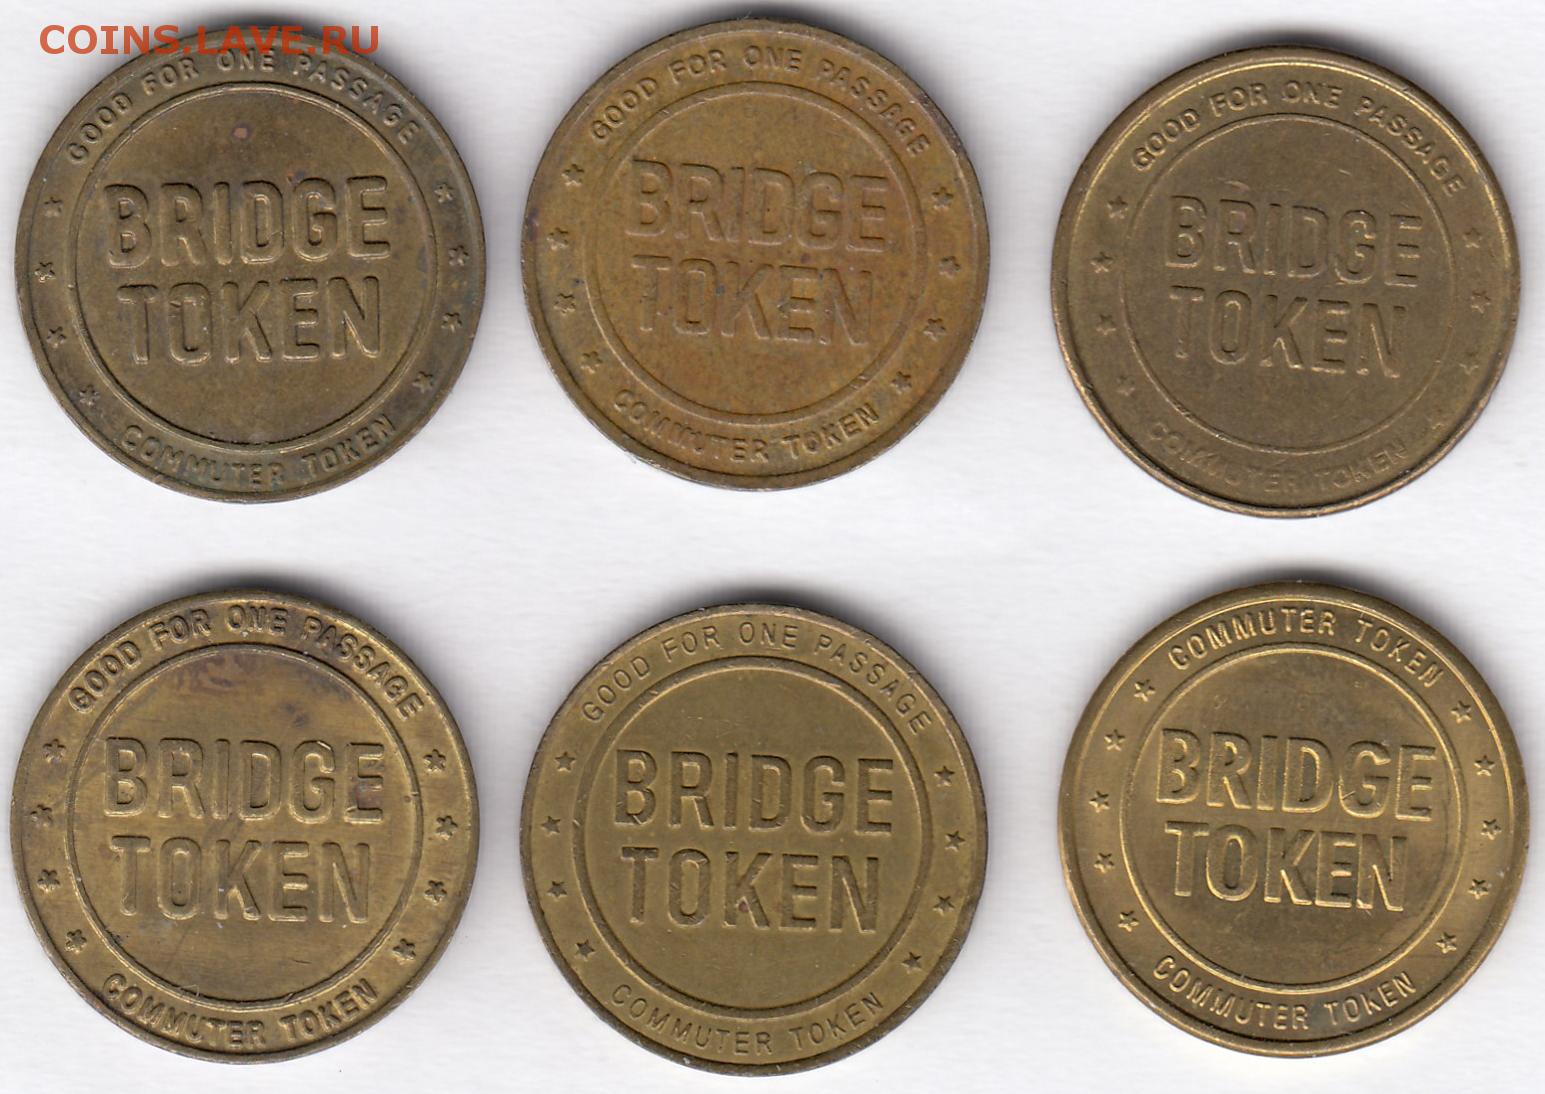 COINS.LAVE.RU
GOOD FOR ONE PASSAGE
BRIDGE
TOKEN
COMMUTER TOKEN
GOOD FOR ONE PASSAGE
BRIDGE
TOKEN
COMMUTER TOKEN
GOOD FOR ONE PASSAGE
BRIDGE
TOKEN
COMMUTER TOKEN
GOOD FOR ONE PASSAGE
BRIDGE
TOKEN
COMMUTER TOKEN
GOOD FOR ONE PASSAGE
BRIDGE
TOKEN
COMMUTER TOKEN
COMMUTER TOKEN
BRIDGE
TOKEN
COMMUTER TOKEN